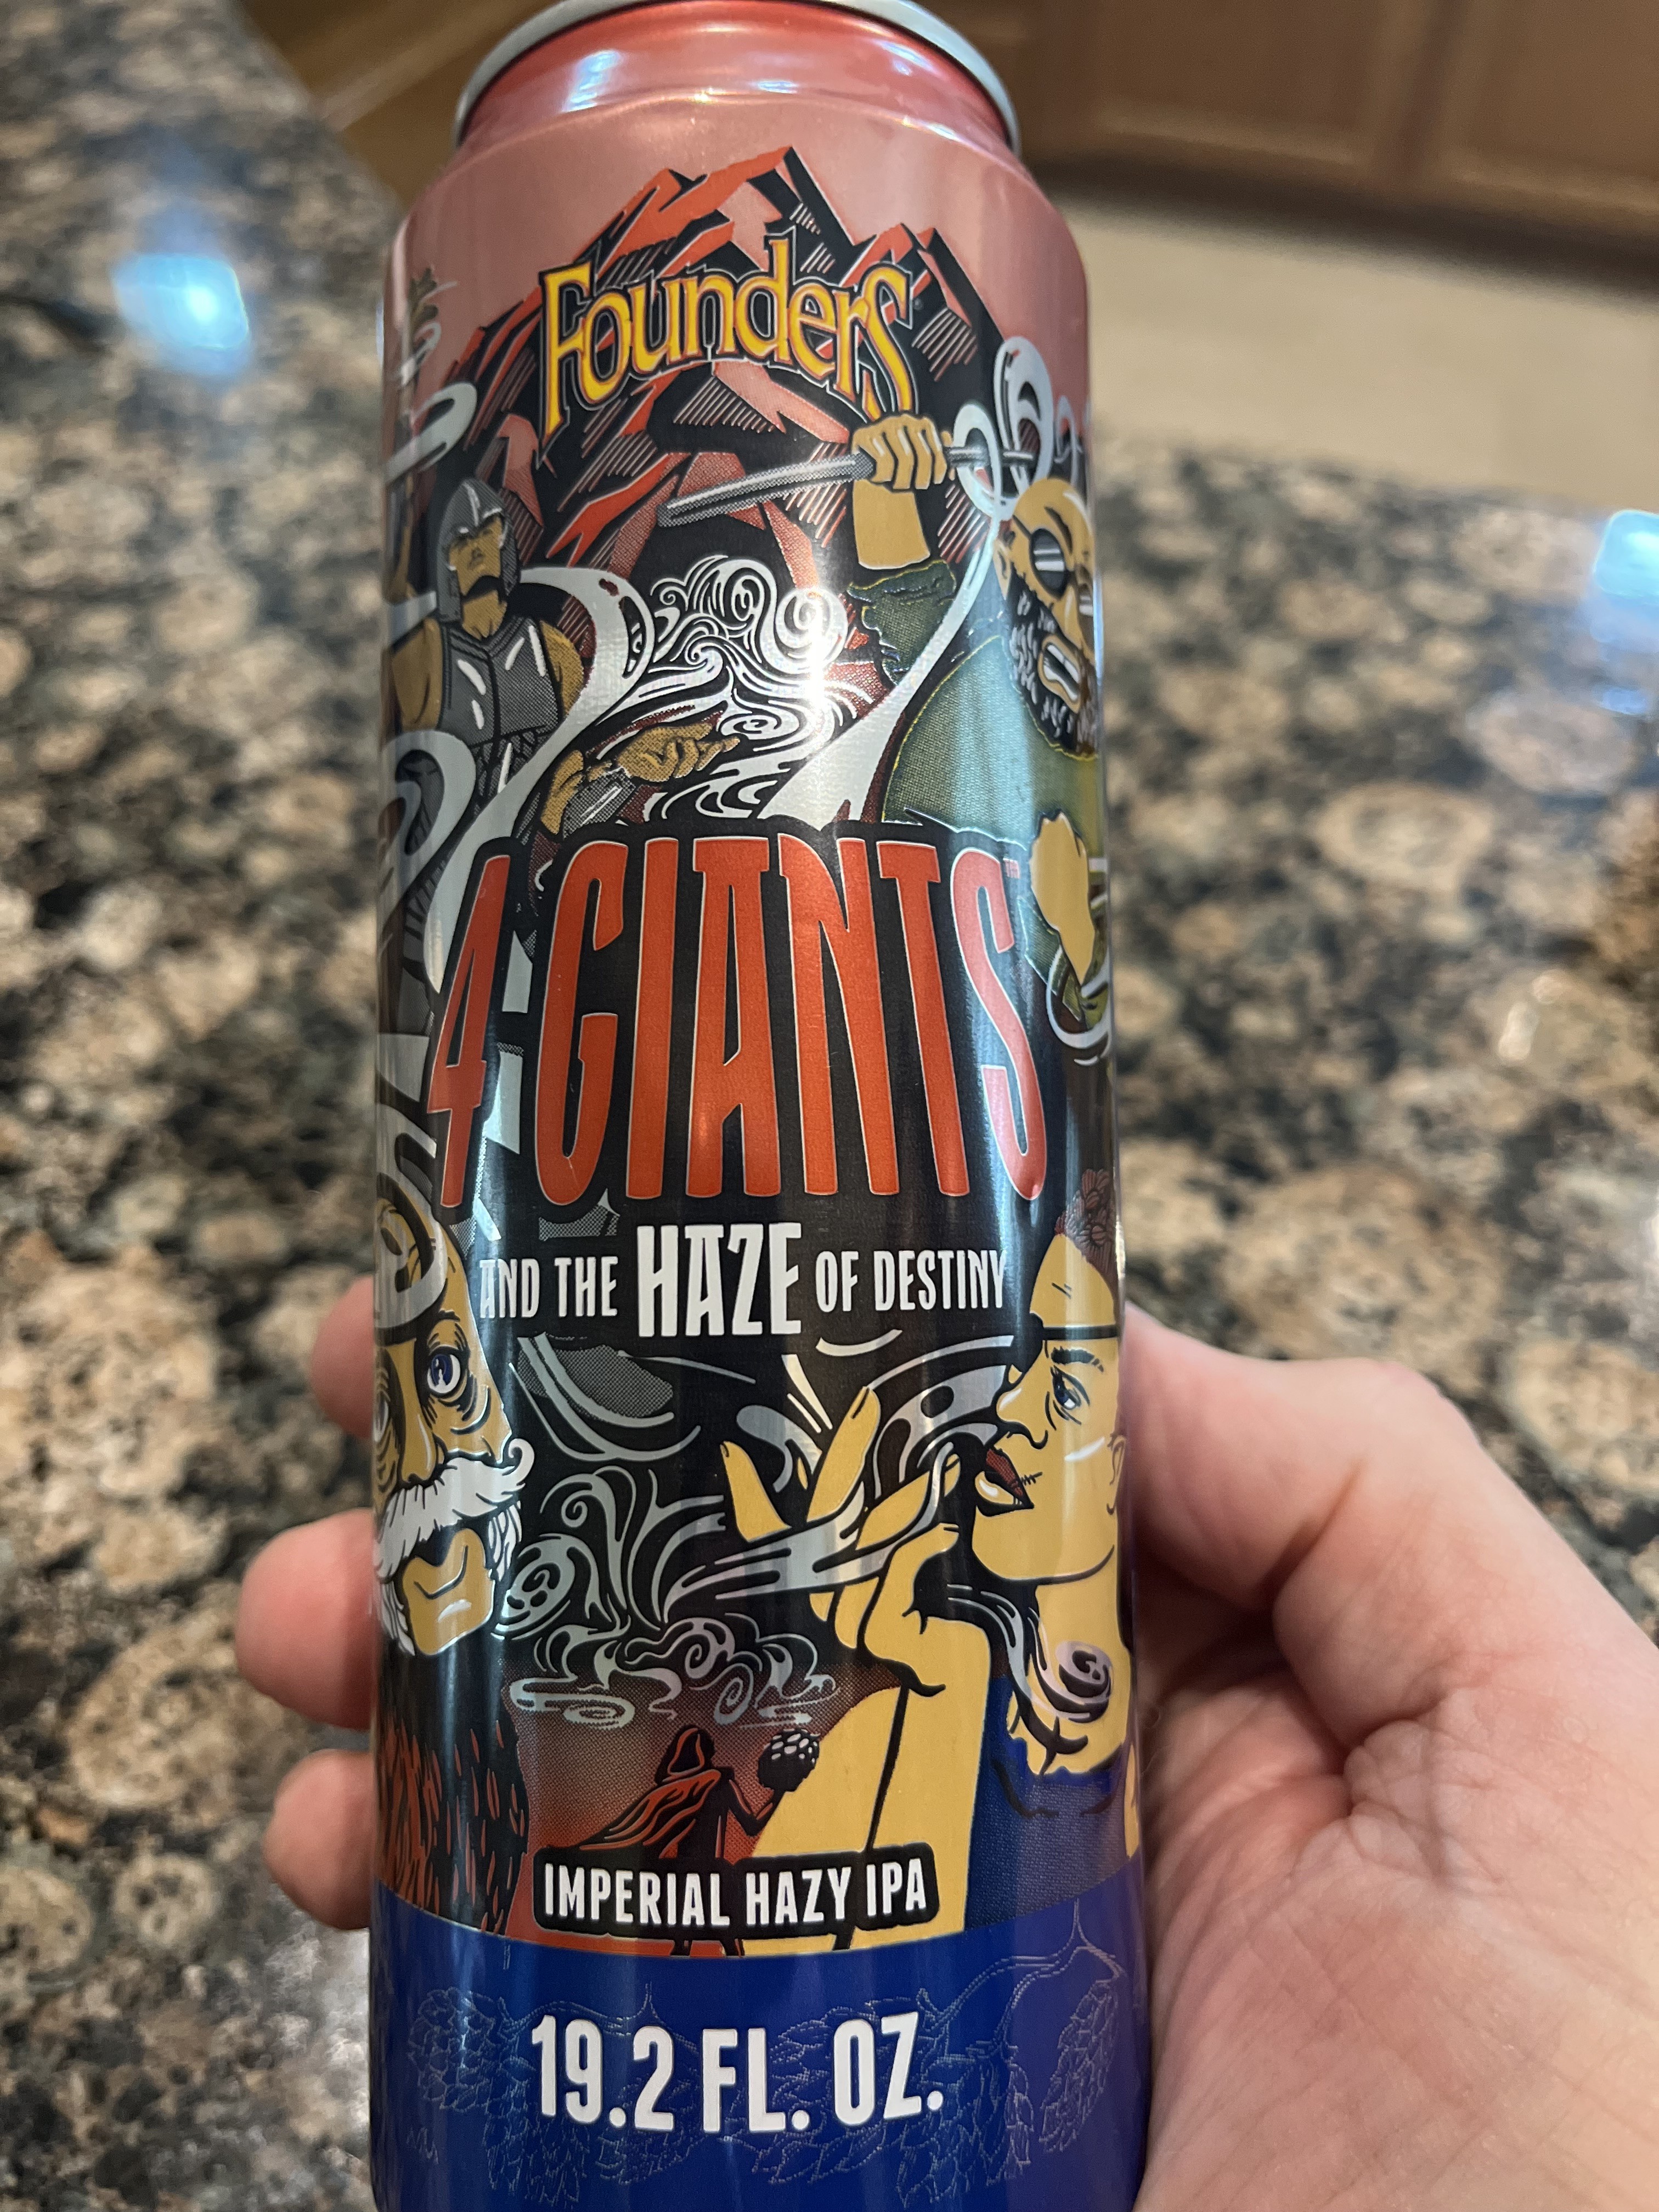 Founders
4 GIANTS
AND THE HAZE OF DESTINY
IMPERIAL HAZY IPA
19.2 FL. OZ.